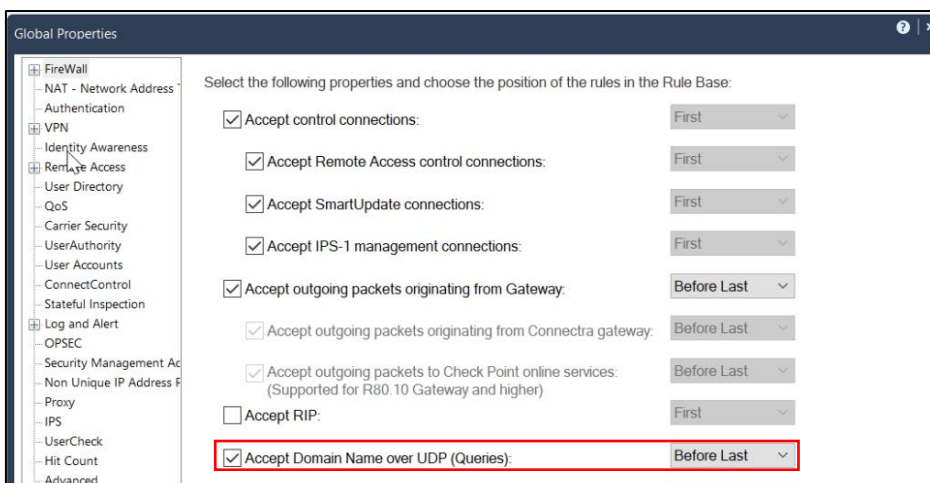 Global Properties
FireWall
NAT - Network Address
Authentication
VPN
Identity Awareness
Remote Access
User Directory
QoS
Carrier Security
UserAuthority
User Accounts
ConnectControl
Stateful Inspection
Log and Alert
OPSEC
Security Management Ac
Non Unique IP Address
Proxy
IPS
UserCheck
Hit Count
Advanced
Select the following properties and choose the position of the rules in the Rule Base:
Accept control connections: First
Accept Remote Access control connections: First
Accept SmartUpdate connections: First
Accept IPS-1 management connections: First
Accept outgoing packets originating from Gateway: Before Last
Accept outgoing packets originating from Connectra gateway: Before Last
Accept outgoing packets to Check Point online services: Before Last
(Supported for R80.10 Gateway and higher)
Accept RIP: First
Accept Domain Name over UDP (Queries): Before Last